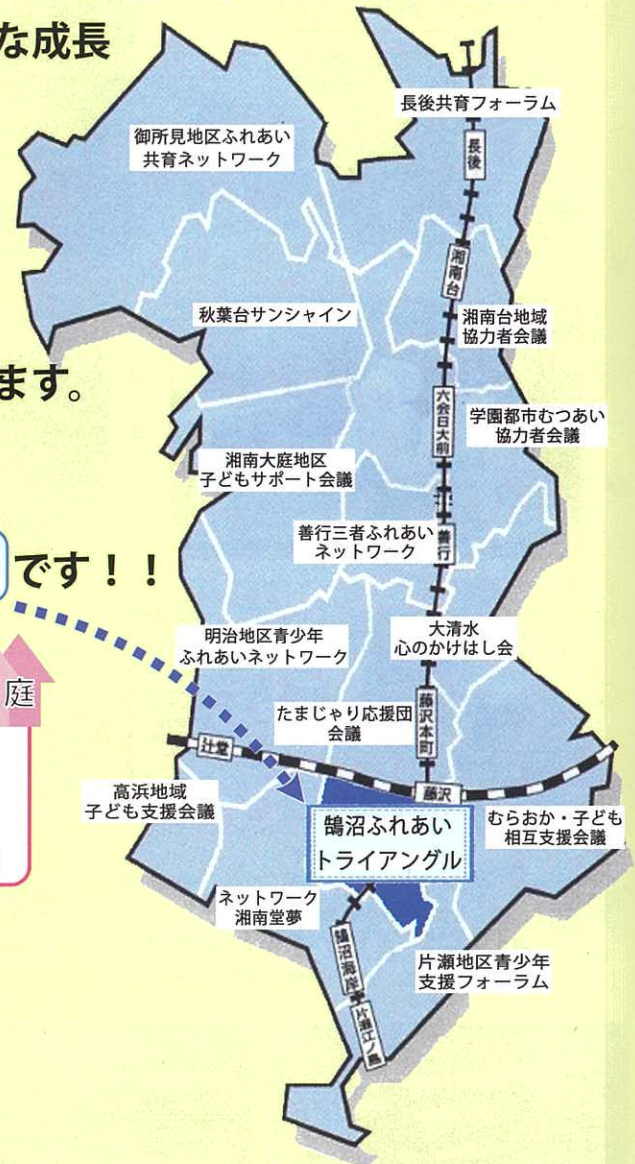 な成長
ます。
です！！
庭
長後共育フォーラム
御所見地区ふれあい
共育ネットワーク
長後
湘南台
秋葉台サンシャイン
湘南台地域
協力者会議
六会日大前
学園都市むつあい
協力者会議
湘南大庭地区
子どもサポート会議
善行三者ふれあい
ネットワーク
善行
明治地区青少年
ふれあいネットワーク
大清水
心のかけはし会
たまじゃり応援団
会議
藤沢本町
辻堂
藤沢
高浜地域
子ども支援会議
鵠沼ふれあい
トライアングル
むらおか・子ども
相互支援会議
ネットワーク
湘南堂夢
鵠沼海岸
片瀬地区青少年
支援フォーラム
片瀬江ノ島